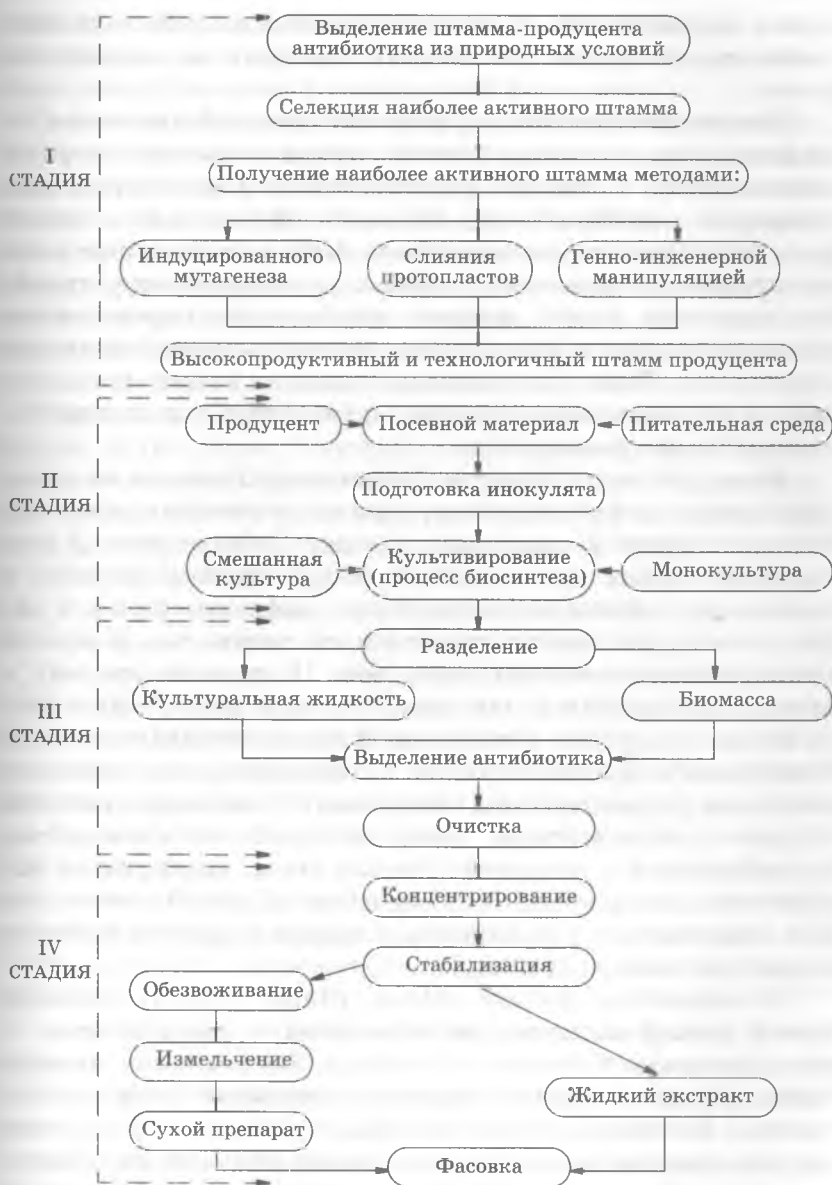 Выделение штамма-продуцента
антибиотика из природных условий
Селекция наиболее активного штамма
I
СТАДИЯ
Получение наиболее активного штамма методами:
Индуцированного
мутагенеза
Слияния
протопластов
Генно-инженерной
манипуляцией
Высокопродуктивный и технологичный штамм продуцента
Продуцент
Посевной материал
Питательная среда
II
СТАДИЯ
Подготовка инокулята
Смешанная
культура
Культивирование
(процесс биосинтеза)
Монокультура
Разделение
III
СТАДИЯ
Культуральная жидкость
Биомасса
Выделение антибиотика
Очистка
Концентрирование
IV
СТАДИЯ
Стабилизация
Обезвоживание
Измельчение
Жидкий экстракт
Сухой препарат
Фасовка